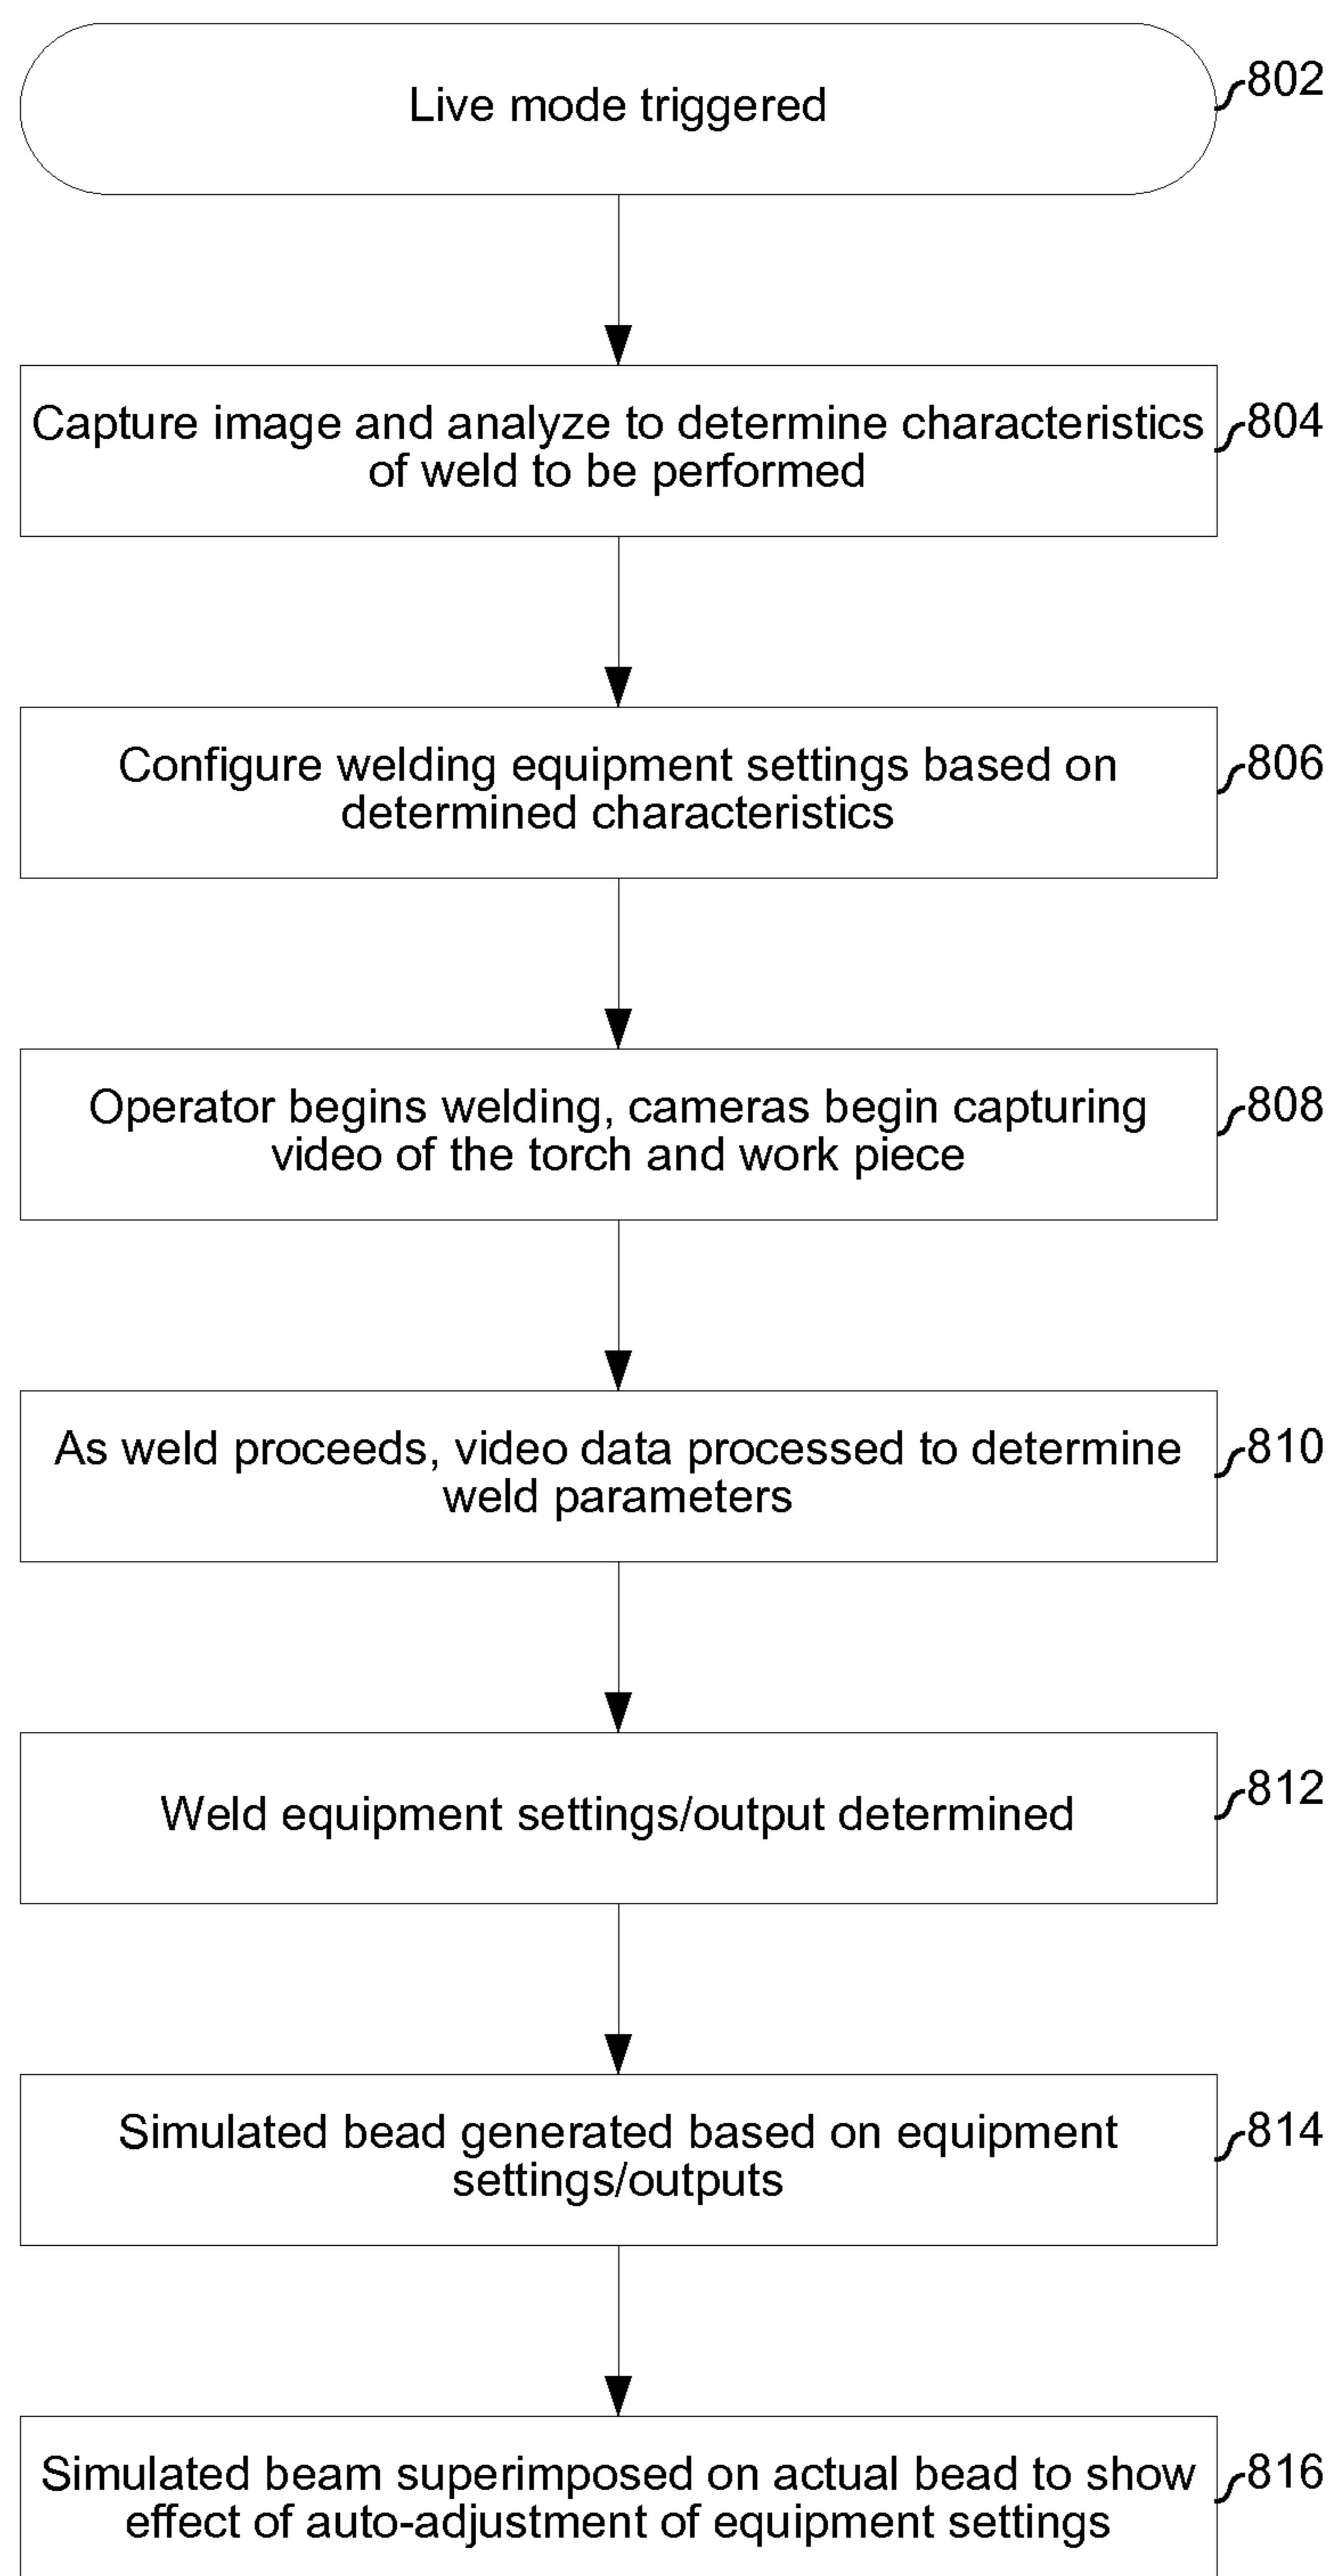 Live mode triggered
802
Capture image and analyze to determine characteristics
of weld to be performed
804
Configure welding equipment settings based on
determined characteristics
806
Operator begins welding, cameras begin capturing
video of the torch and work piece
808
As weld proceeds, video data processed to determine
weld parameters
810
Weld equipment settings/output determined
812
Simulated bead generated based on equipment
settings/outputs
814
Simulated beam superimposed on actual bead to show
effect of auto-adjustment of equipment settings
816